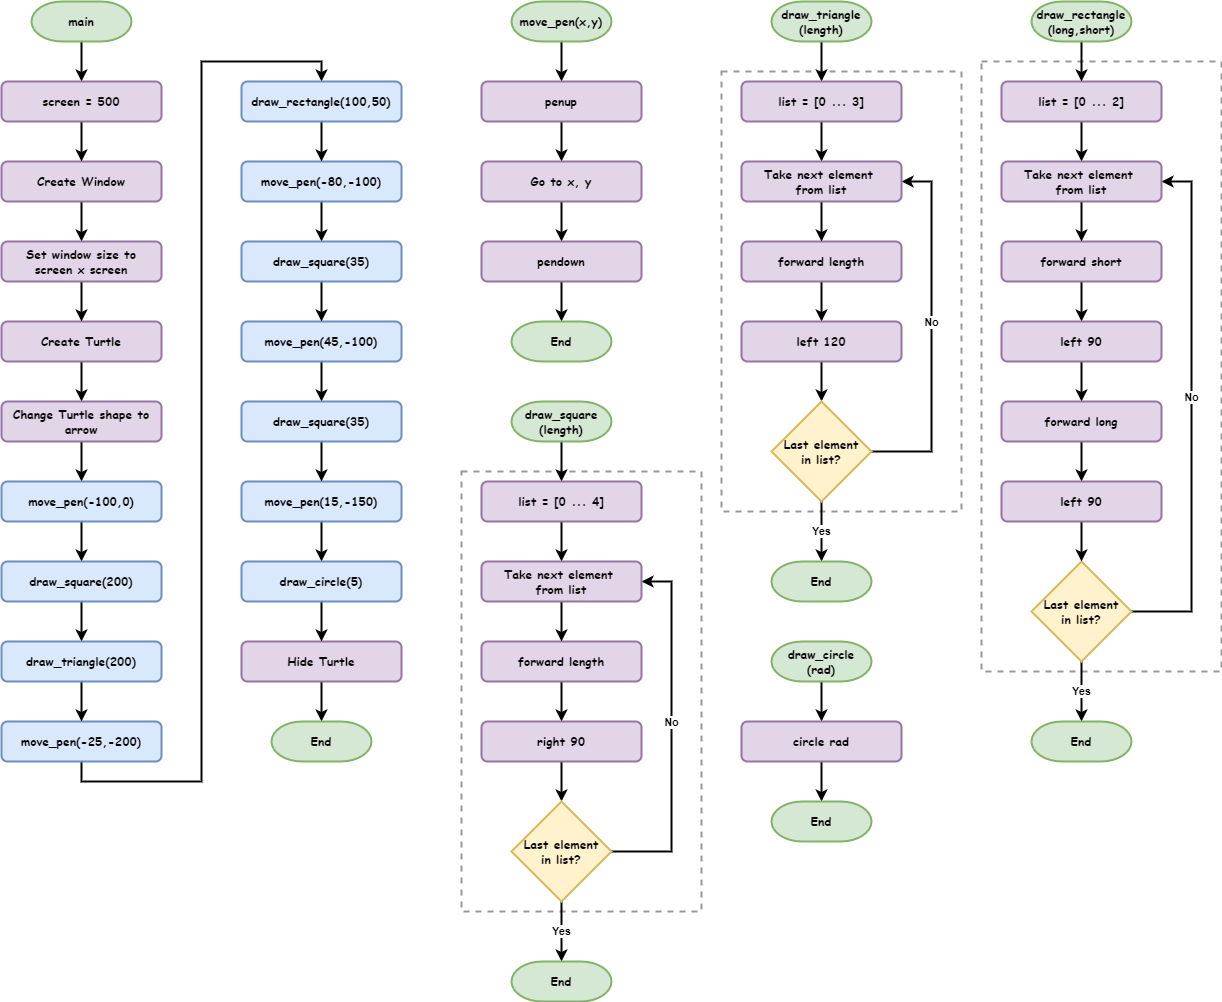 main
screen = 500
Create Window
Set window size to
screen x screen
Create Turtle
Change Turtle shape to
arrow
move_pen(-100,0)
draw_square(200)
draw_triangle(200)
move_pen(-25,-200)
draw_rectangle(100,50)
move_pen(-80,-100)
draw_square(35)
move_pen(45,-100)
draw_square(35)
move_pen(15,-150)
draw_circle(5)
Hide Turtle
End
move_pen(x,y)
penup
Go to x, y
pendown
End
draw_square
(length)
list = [0 ... 4]
Take next element
from list
forward length
right 90
Last element
in list?
No
Yes
End
draw_triangle
(length)
list = [0 ... 3]
Take next element
from list
forward length
left 120
Last element
in list?
No
Yes
End
draw_circle
(rad)
circle rad
End
draw_rectangle
(long,short)
list = [0 ... 2]
Take next element
from list
forward short
left 90
forward long
left 90
Last element
in list?
No
Yes
End